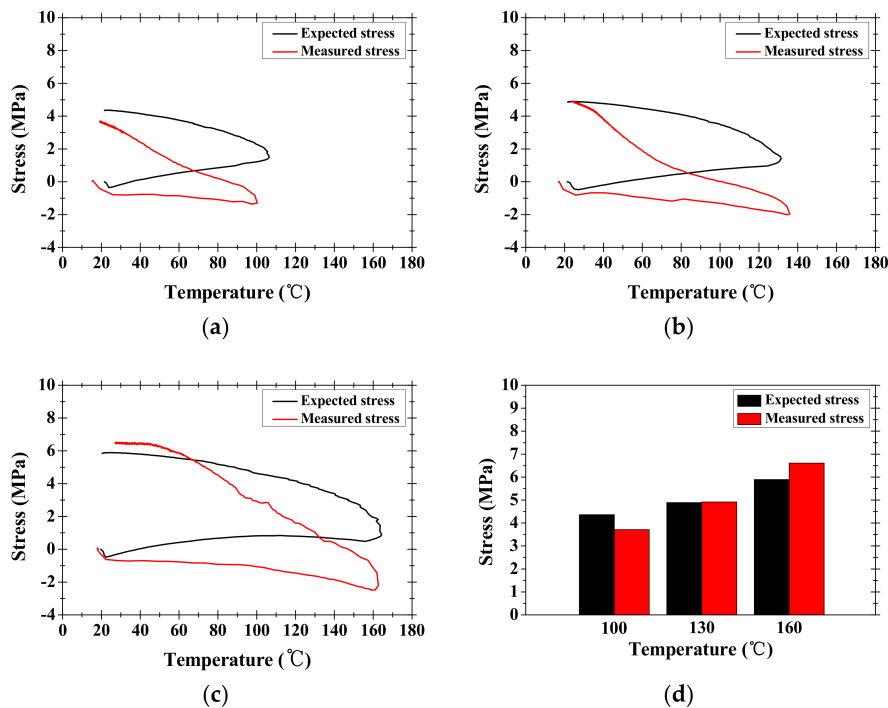 10
8
6
4
2
0
-2
-4
Stress (MPa)
Expected stress
Measured stress
0 20 40 60 80 100 120 140 160 180
Temperature (℃)
(a)
10
8
6
4
2
0
-2
-4
Stress (MPa)
Expected stress
Measured stress
0 20 40 60 80 100 120 140 160 180
Temperature (℃)
(b)
10
8
6
4
2
0
-2
-4
Stress (MPa)
Expected stress
Measured stress
0 20 40 60 80 100 120 140 160 180
Temperature (℃)
(c)
10
9
8
7
6
5
4
3
2
1
0
Stress (MPa)
Expected stress
Measured stress
100 130 160
Temperature (℃)
(d)